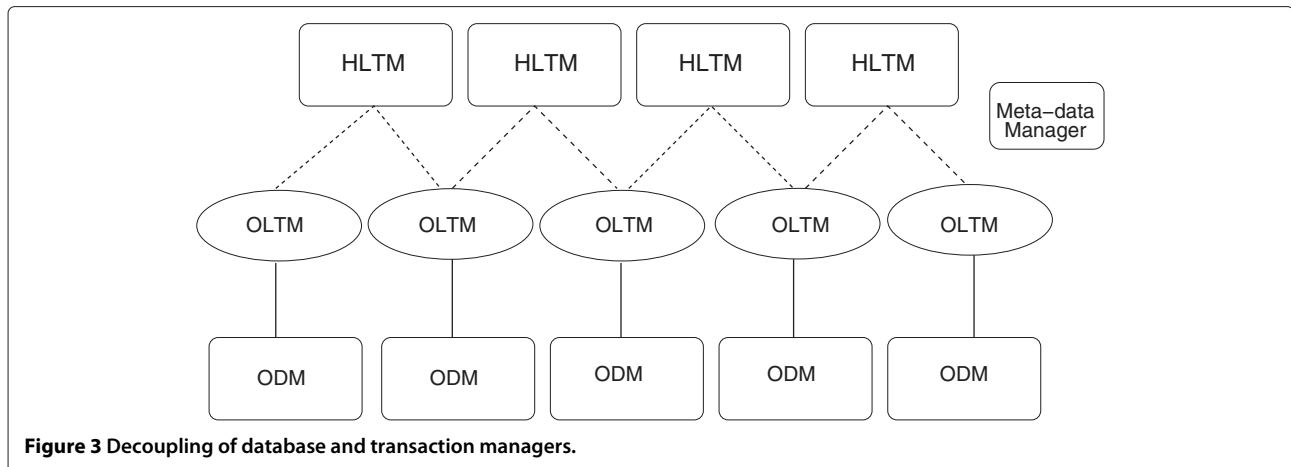 HLTM HLTM HLTM HLTM
Meta-data
Manager
OLTM OLTM OLTM OLTM OLTM
ODM ODM ODM ODM ODM
Figure 3 Decoupling of database and transaction managers.